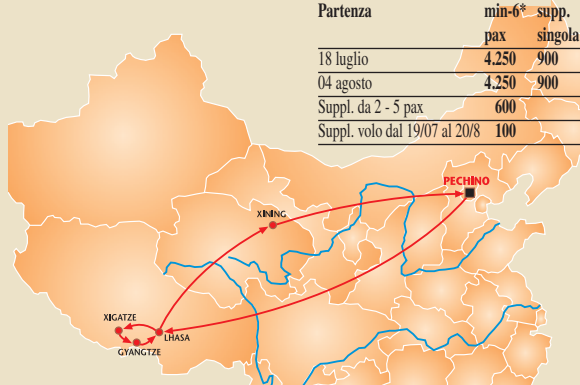 Partenza min-6* supp.
pax singola
18 luglio 4.250 900
04 agosto 4.250 900
Suppl. da 2 - 5 pax 600
Suppl. volo dal 19/07 al 20/8 100
PECHINO
XINING
XIGATZE
LHASA
GYANGTZE